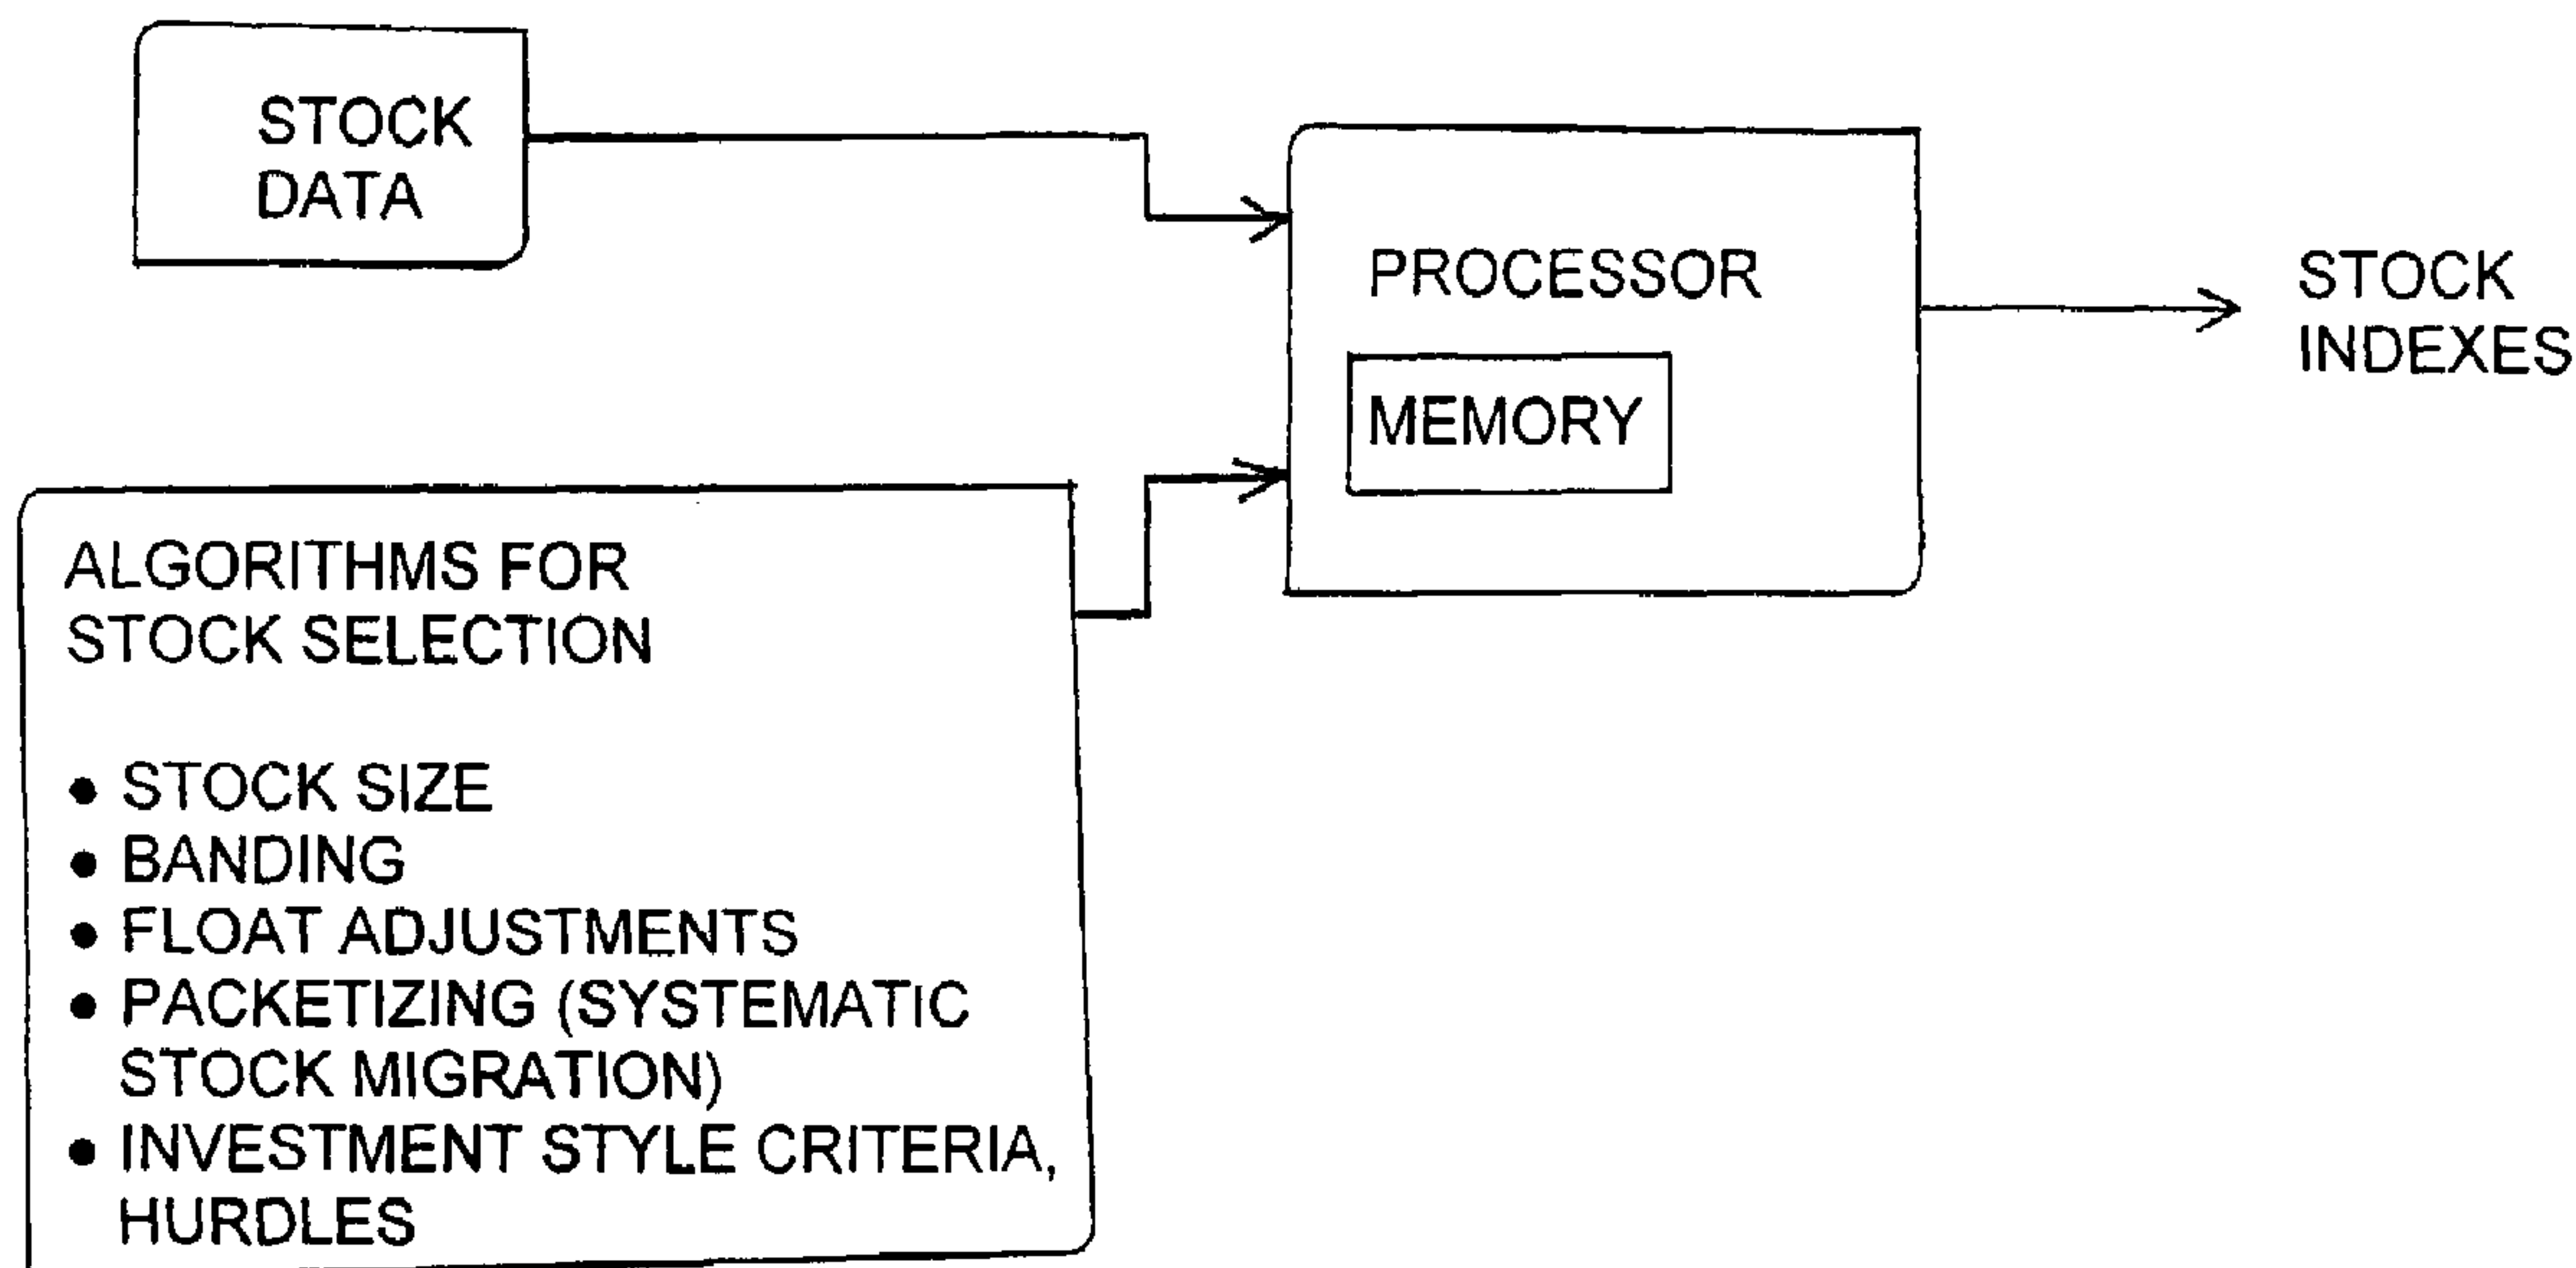 STOCK
DATA
PROCESSOR
MEMORY
STOCK
INDEXES
ALGORITHMS FOR
STOCK SELECTION
• STOCK SIZE
• BANDING
• FLOAT ADJUSTMENTS
• PACKETIZING (SYSTEMATIC
STOCK MIGRATION)
• INVESTMENT STYLE CRITERIA,
HURDLES